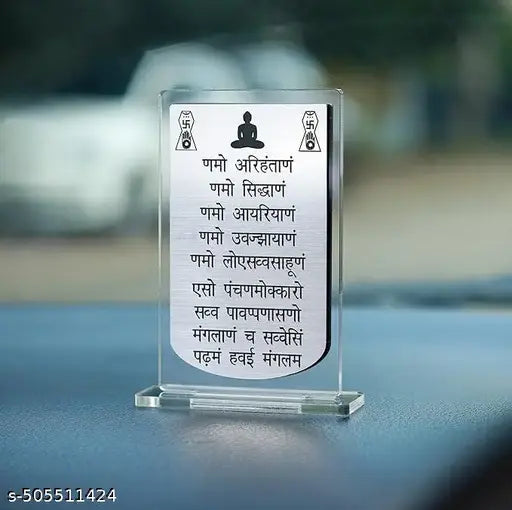 णमो अरिहंताणं
णमो सिद्धाणं
णमो आयरियाणं
णमो उवज्झायाणं
णमो लोएसव्वसाहूणं
एसो पंचणमोक्कारो
सव्व पावप्पणासणो
मंगलाणं च सव्वेसिं
पढ़मं हवई मंगलम
s-505511424